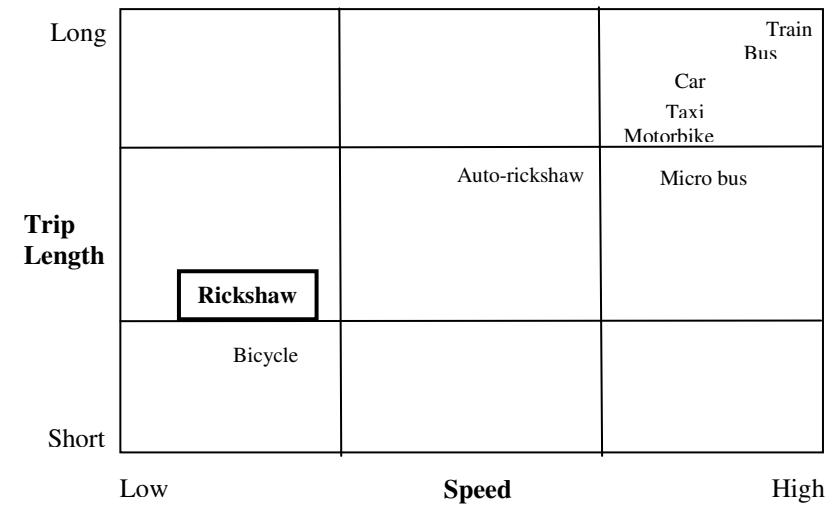 Long
Train
Bus
Car
Taxi
Motorbike
Auto-rickshaw
Micro bus
Trip
Length
Rickshaw
Bicycle
Short
Low
Speed
High